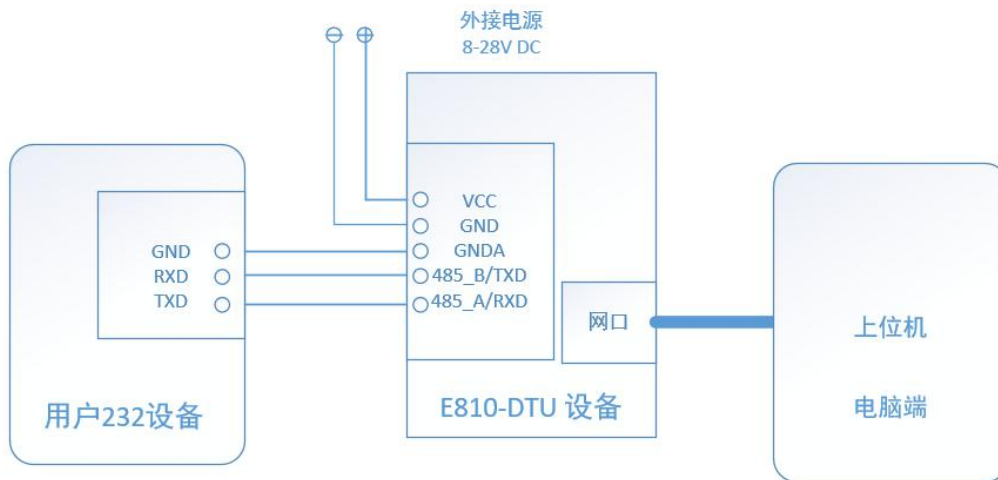 外接电源
8-28V DC
VCC
GND
GNDA
485_B/TXD
485_A/RXD
GND
RXD
TXD
网口
上位机
电脑端
用户232设备
E810-DTU 设备